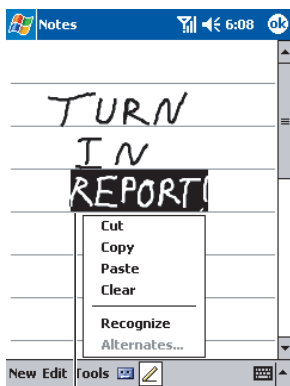 Notes 6:08 ok
TURN
IN
REPORT!
Cut
Copy
Paste
Clear
Recognize
Alternates...
New Edit Tools